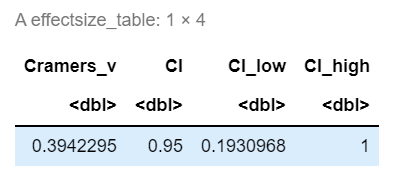 A effectsize_table: 1 × 4
Cramers_v CI CI_low CI_high
<dbl> <dbl> <dbl> <dbl>
0.3942295 0.95 0.1930968 1